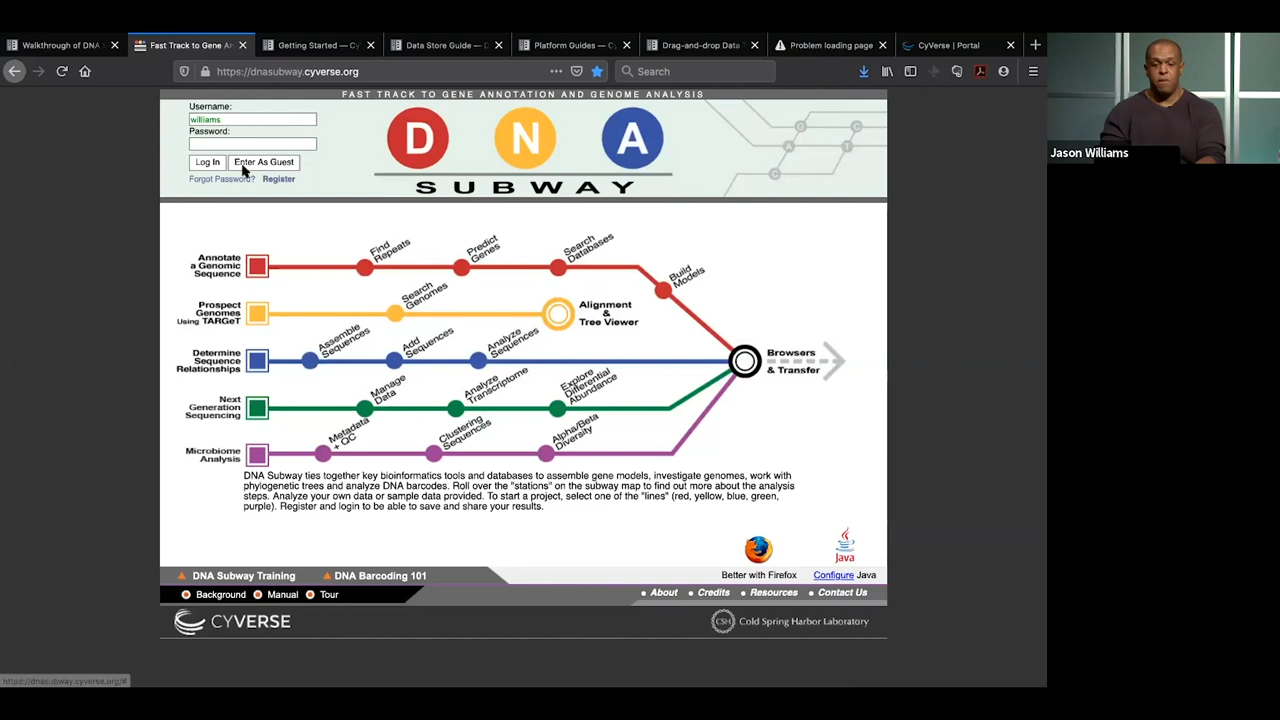 Walkthrough of DNA S
Fast Track to Gene An
Getting Started — Cy
Data Store Guide — D
Platform Guides — C
Drag-and-drop Data T
Problem loading page
CyVerse | Portal
https://dnasubway.cyverse.org
Search
FAST TRACK TO GENE ANNOTATION AND GENOME ANALYSIS
Username:
williams
Password:
Log In
Enter As Guest
Forgot Password?
Register
D N A
SUBWAY
G
C
A
T
C
Annotate
a Genomic
Sequence
Find
Repeats
Predict
Genes
Search
Databases
Build
Models
Prospect
Genomes
Using TARGeT
Search
Genomes
Alignment
&
Tree Viewer
Determine
Sequence
Relationships
Assemble
Sequences
Add
Sequences
Analyze
Sequences
Browsers
& Transfer
Next
Generation
Sequencing
Manage
Data
Analyze
Transcriptome
Explore
Differential
Abundance
Microbiome
Analysis
Metadata
+ QC
Clustering
Sequences
Alpha/Beta
Diversity
DNA Subway ties together key bioinformatics tools and databases to assemble gene models, investigate genomes, work with
phylogenetic trees and analyze DNA barcodes. Roll over the "stations" on the subway map to find out more about the analysis
steps. Analyze your own data or sample data provided. To start a project, select one of the "lines" (red, yellow, blue, green,
purple). Register and login to be able to save and share your results.
Java
Better with Firefox
Configure Java
DNA Subway Training
DNA Barcoding 101
Background
Manual
Tour
About
Credits
Resources
Contact Us
CYVERSE
CSH
Cold Spring Harbor Laboratory
https://dnasubway.cyverse.org/#
Jason Williams